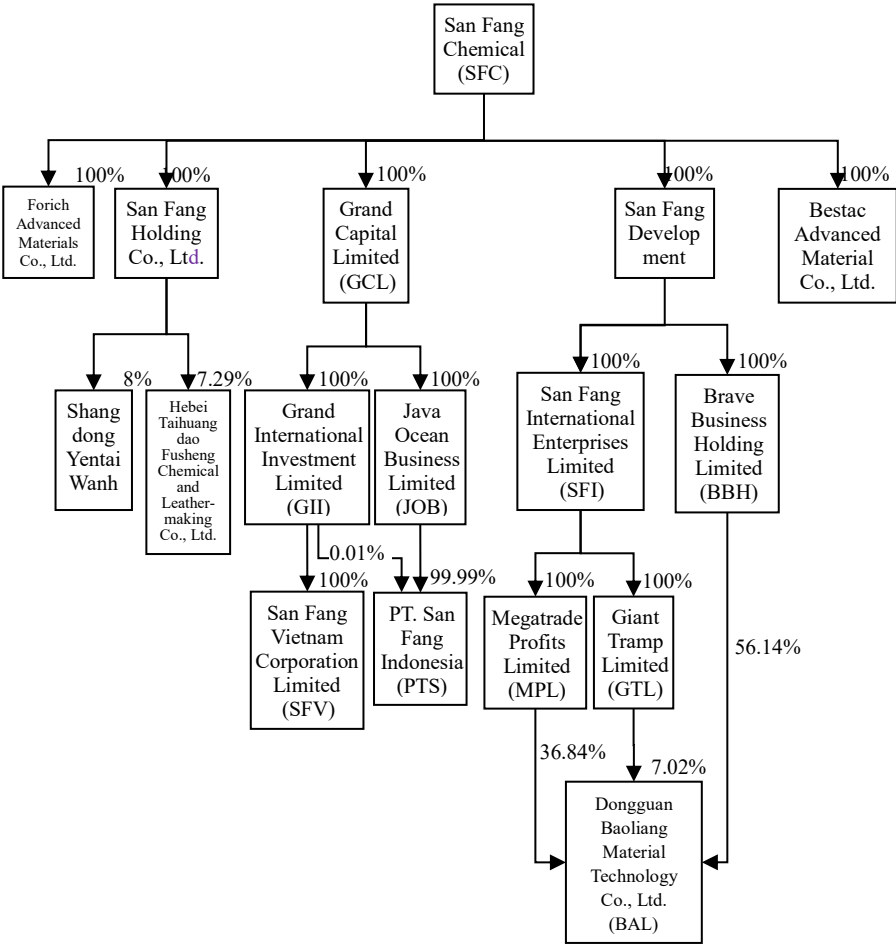 San Fang
Chemical
(SFC)
100%
100%
100%
100%
100%
Forich
Advanced
Materials
Co., Ltd.
San Fang
Holding
Co., Ltd.
Grand
Capital
Limited
(GCL)
San Fang
Develop
ment
Bestac
Advanced
Material
Co., Ltd.
8%
7.29%
100%
100%
100%
100%
Shang
dong
Yentai
Wanh
Hebei
Taihuang
dao
Fusheng
Chemical
and
Leather-
making
Co., Ltd.
Grand
International
Investment
Limited
(GII)
Java
Ocean
Business
Limited
(JOB)
San Fang
International
Enterprises
Limited
(SFI)
Brave
Business
Holding
Limited
(BBH)
0.01%
100%
99.99%
100%
100%
San Fang
Vietnam
Corporation
Limited
(SFV)
PT. San
Fang
Indonesia
(PTS)
Megatrade
Profits
Limited
(MPL)
Giant
Tramp
Limited
(GTL)
56.14%
36.84%
7.02%
Dongguan
Baoliang
Material
Technology
Co., Ltd.
(BAL)